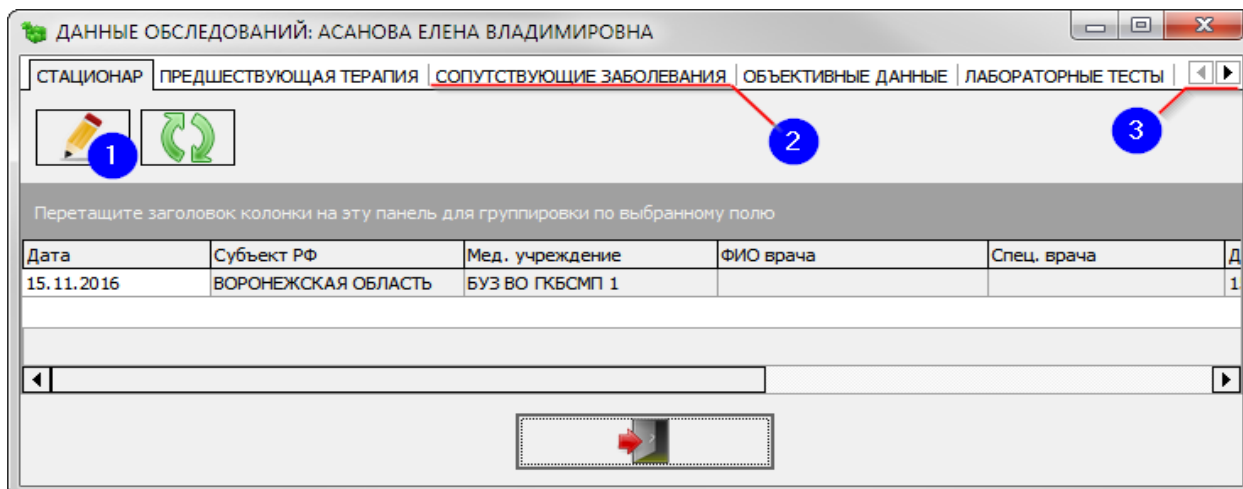 ДАННЫЕ ОБСЛЕДОВАНИЙ: АСАНОВА ЕЛЕНА ВЛАДИМИРОВНА
СТАЦИОНАР ПРЕДШЕСТВУЮЩАЯ ТЕРАПИЯ СОПУТСТВУЮЩИЕ ЗАБОЛЕВАНИЯ ОБЪЕКТИВНЫЕ ДАННЫЕ ЛАБОРАТОРНЫЕ ТЕСТЫ
1 2 3
Перетащите заголовок колонки на эту панель для группировки по выбранному полю
Дата Субъект РФ Мед. учреждение ФИО врача Спец. врача
15.11.2016 ВОРОНЕЖСКАЯ ОБЛАСТЬ БУЗ ВО ГКБСМП 1